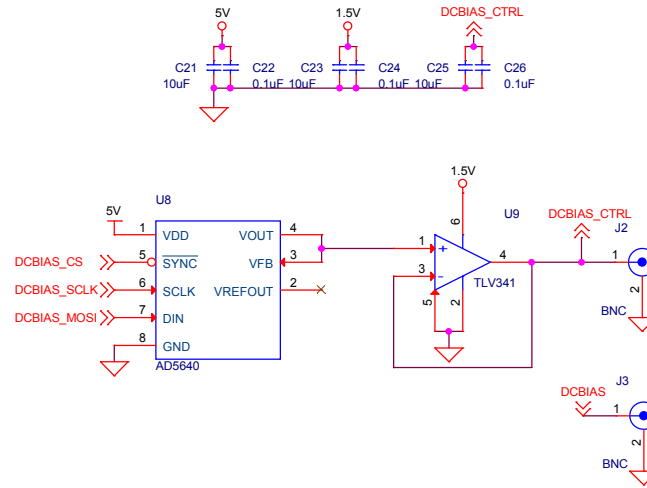 5V 1.5V DCBIAS_CTRL
C21 C22 C23 C24 C25 C26
10uF 0.1uF 10uF 0.1uF 10uF 0.1uF
1.5V
U8 U9
5V DCBIAS_CTRL J2
1 VDD VOUT 4 6
DCBIAS_CS 5 SYNC VFB 3 1 + 4 1
DCBIAS_SCLK 6 SCLK VREFOUT 2 3 - TLV341 2
DCBIAS_MOSI 7 DIN 5 2 BNC
8 GND
AD5640
J3
DCBIAS 1
2
BNC